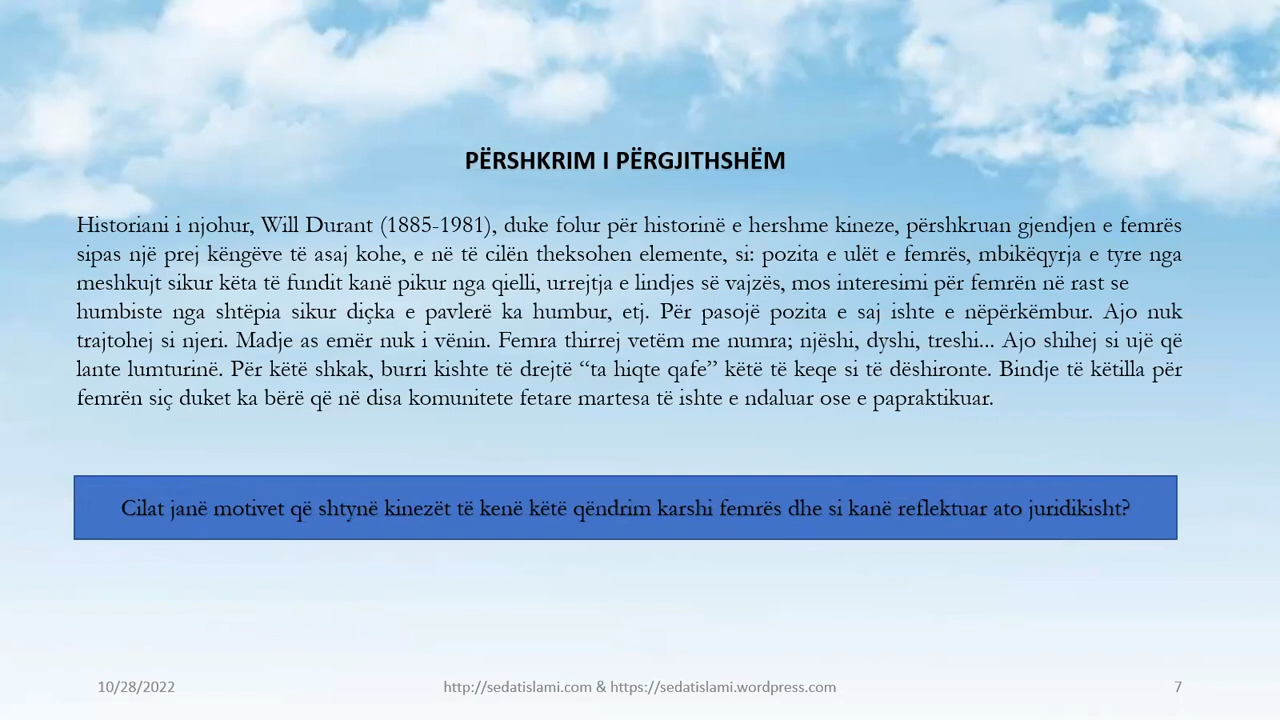 PËRSHKRIM I PËRGJITHSHËM
Historiani i njohur, Will Durant (1885-1981), duke folur për historinë e hershme kineze, përshkruan gjendjen e femrës
sipas një prej këngëve të asaj kohe, e në të cilën theksohen elemente, si: pozita e ulët e femrës, mbikëqyrja e tyre nga
meshkujt sikur këta të fundit kanë pikur nga qielli, urrejtja e lindjes së vajzës, mos interesimi për femrën në rast se
humbiste nga shtëpia sikur diçka e pavlerë ka humbur, etj. Për pasojë pozita e saj ishte e nëpërkëmbur. Ajo nuk
trajtohej si njeri. Madje as emër nuk i vënin. Femra thirrej vetëm me numra; njëshi, dyshi, treshi... Ajo shihej si ujë që
lante lumturinë. Për këtë shkak, burri kishte të drejtë “ta hiqte qafe” këtë të keqe si të dëshironte. Bindje të këtilla për
femrën siç duket ka bërë që në disa komunitete fetare martesa të ishte e ndaluar ose e papraktikuar.
Cilat janë motivet që shtynë kinezët të kenë këtë qëndrim karshi femrës dhe si kanë reflektuar ato juridikisht?
10/28/2022
http://sedatislami.com & https://sedatislami.wordpress.com
7